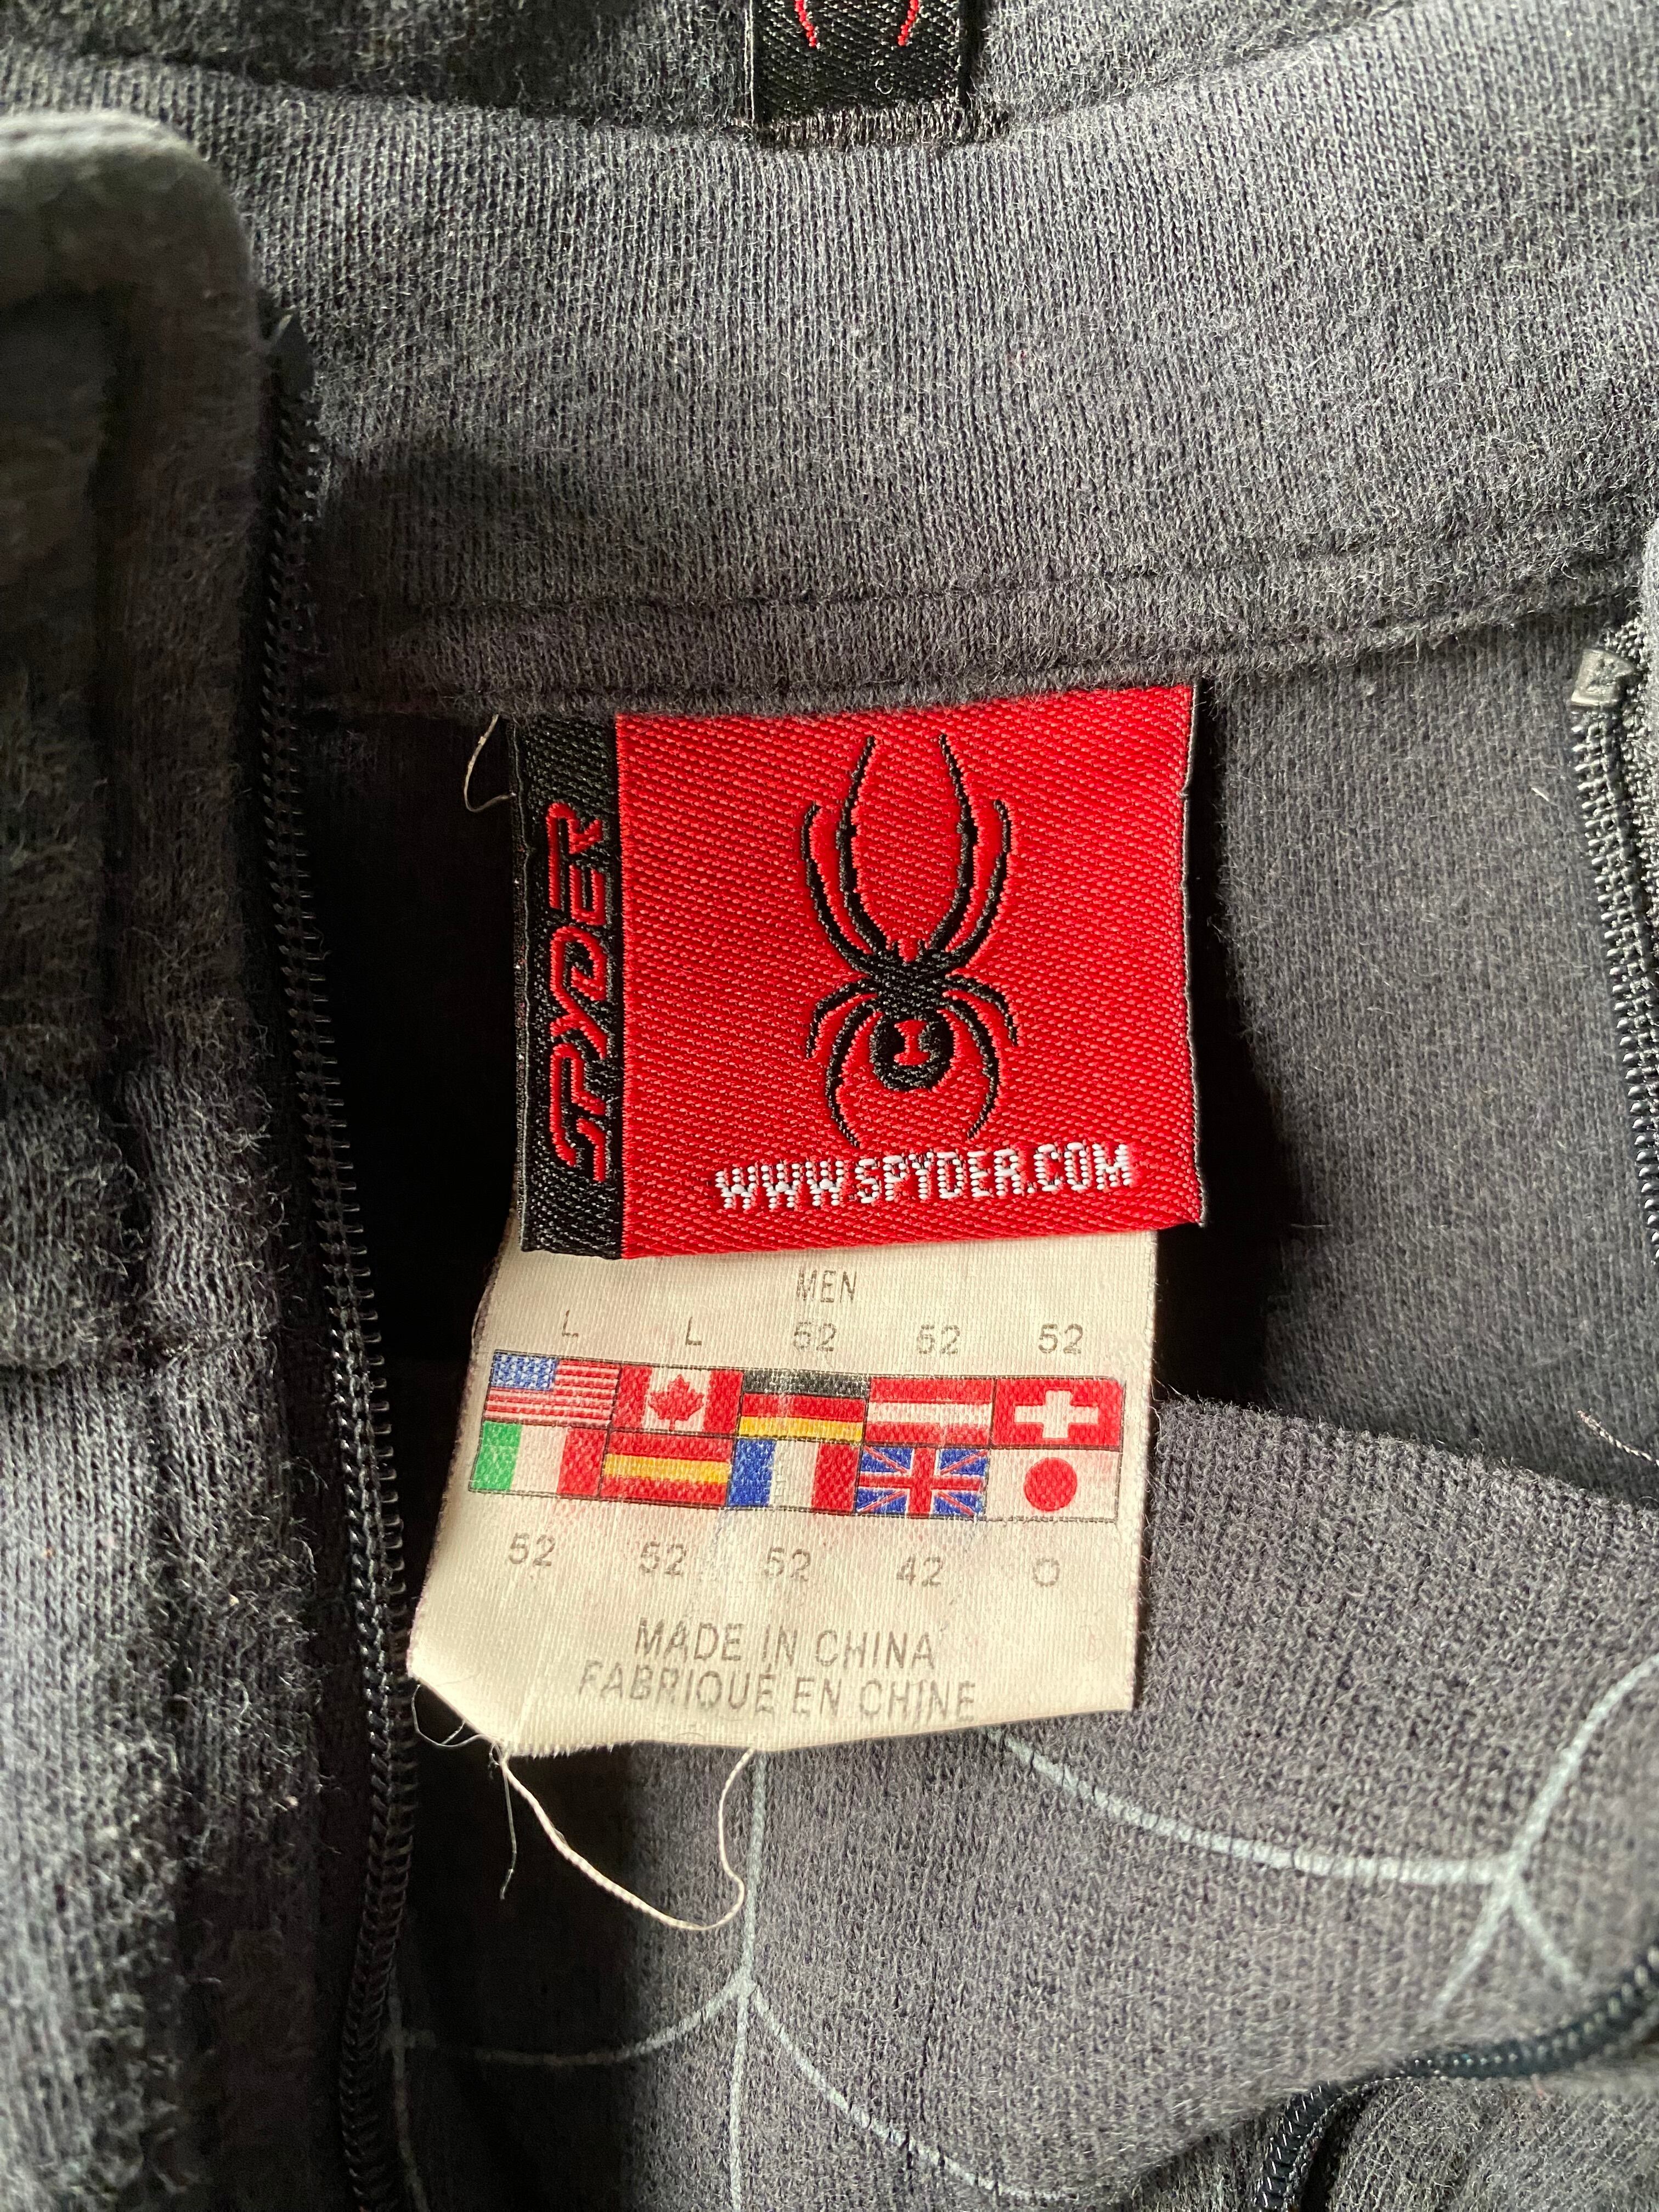 SPYDER
WWW.SPYDER.COM
MEN
L L 52 52 52
52 52 52 42 O
MADE IN CHINA
FABRIQUÉ EN CHINE